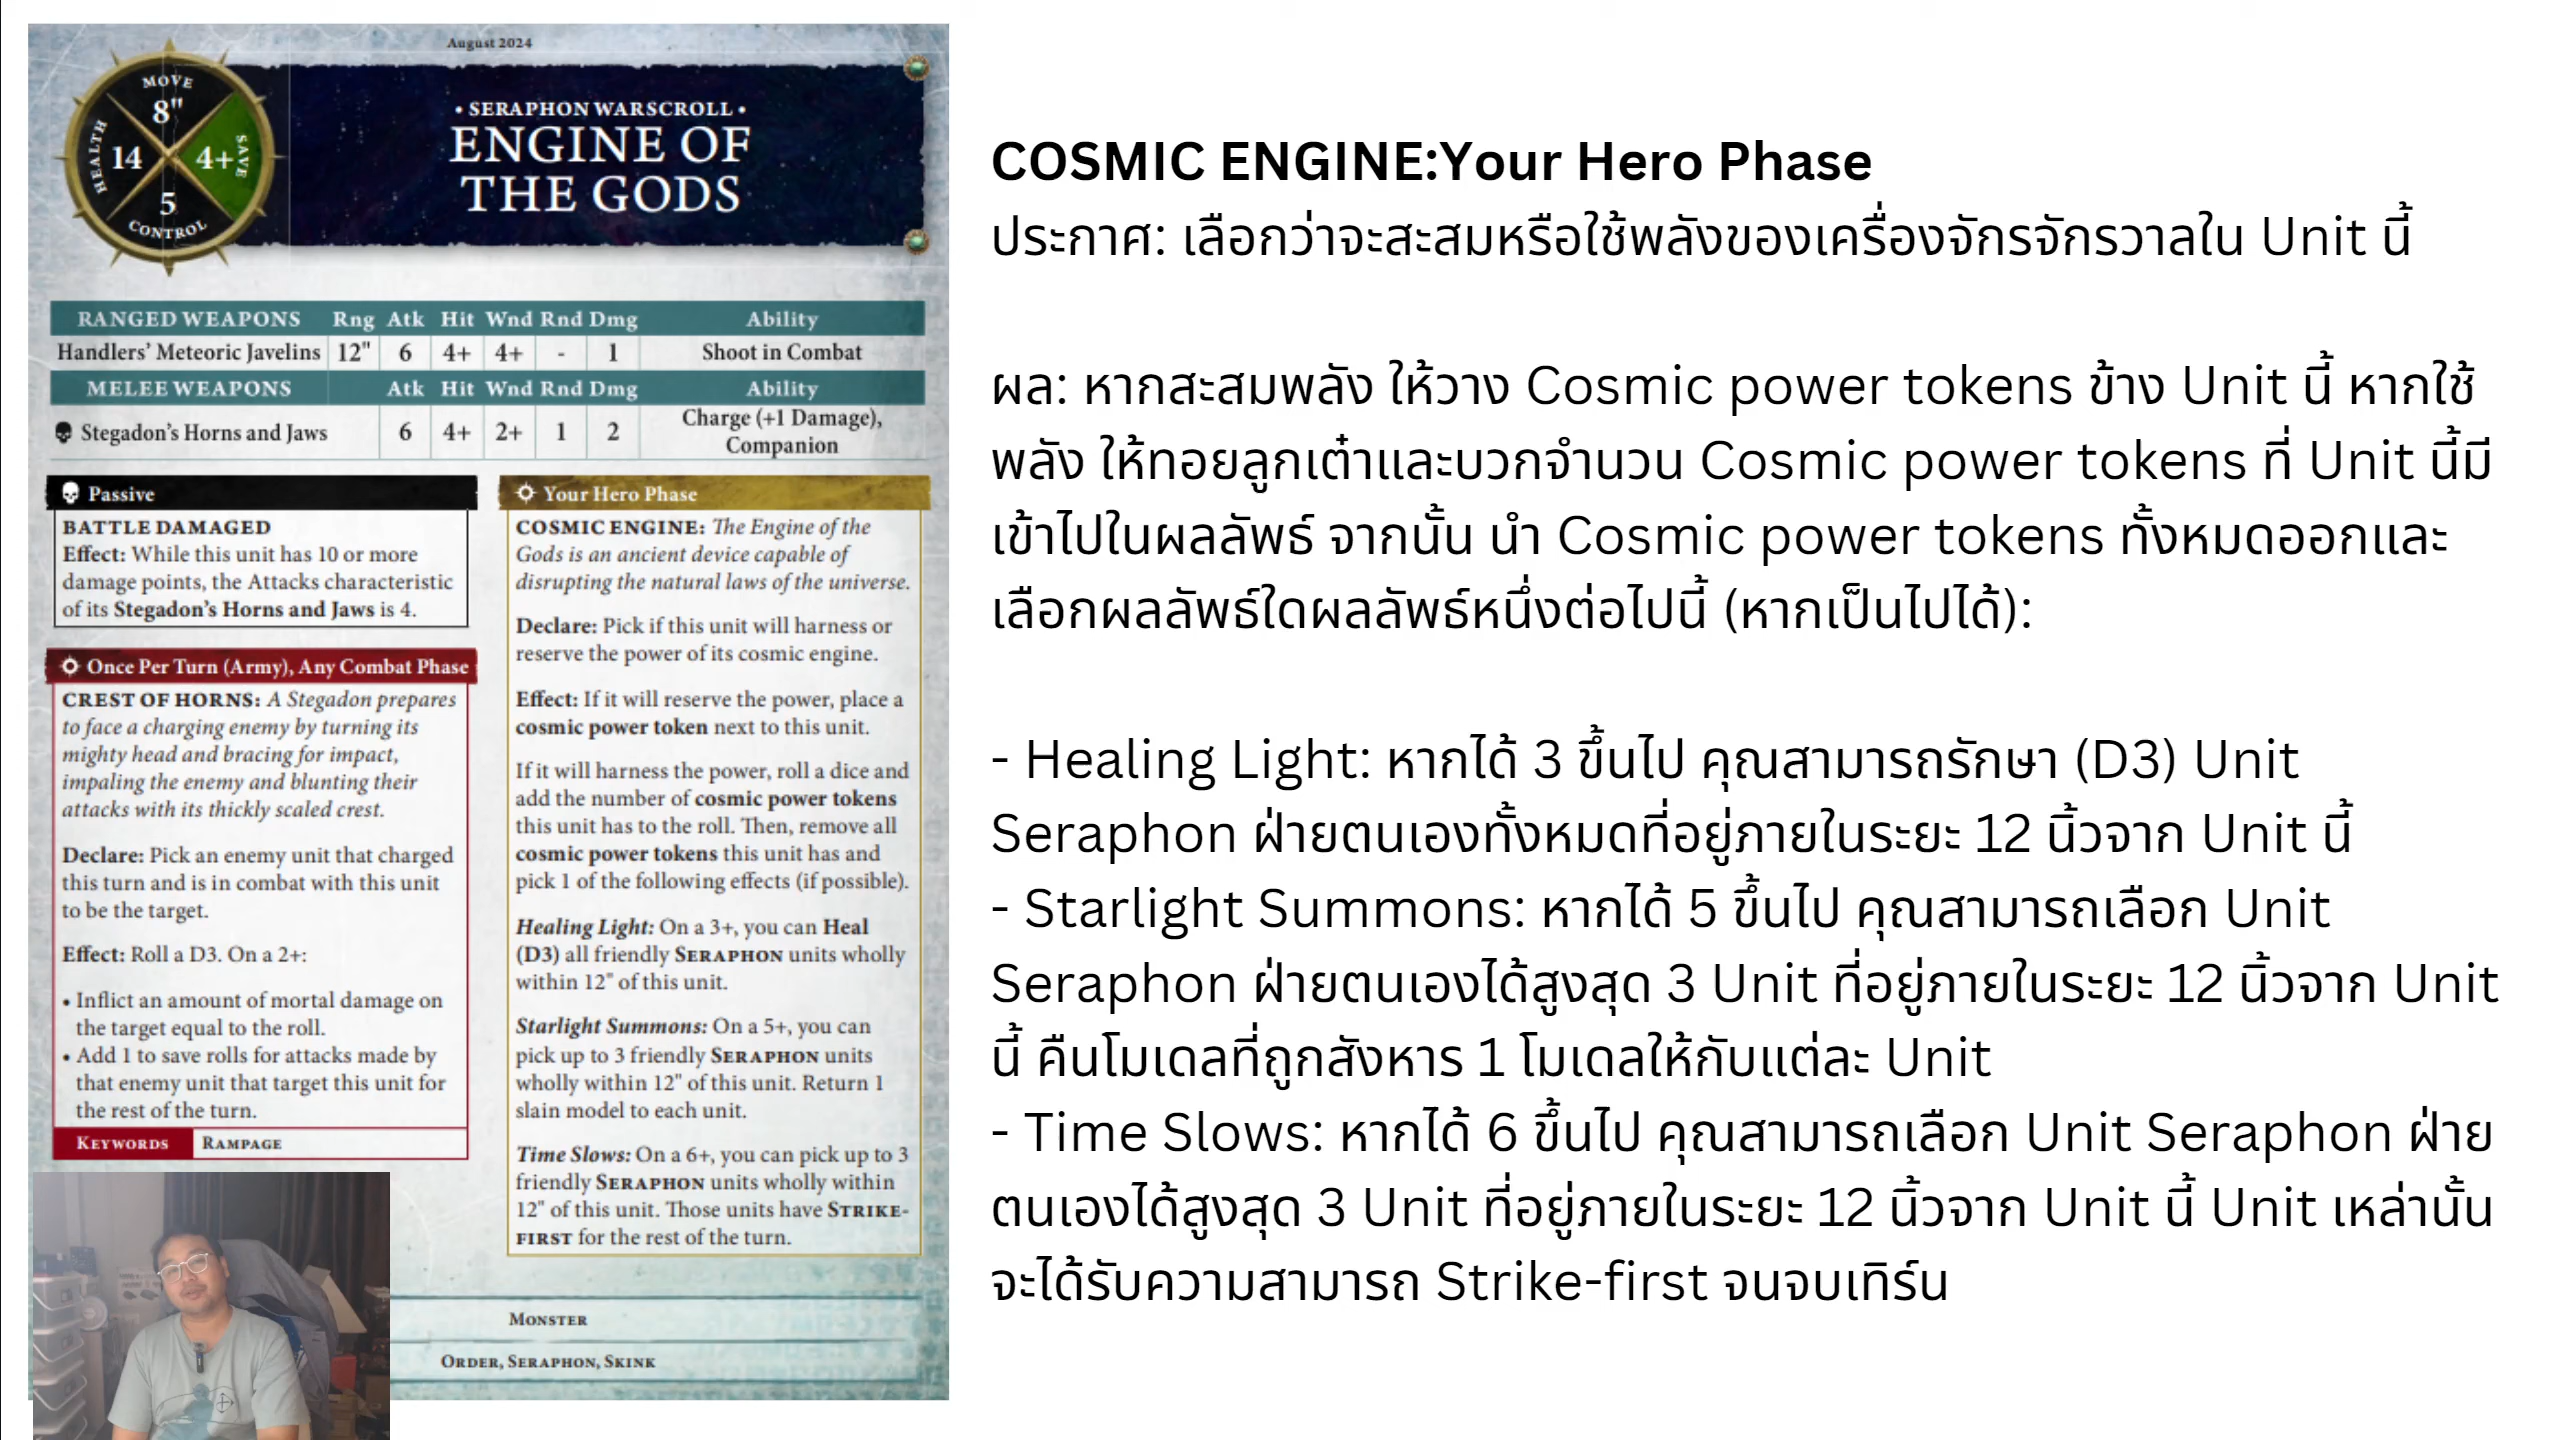 August 2024
MOVE
8"
HEALTH
14
4+
SAVE
5
CONTROL
• SERAPHON WARSCROLL •
ENGINE OF
THE GODS
RANGED WEAPONS Rng Atk Hit Wnd Rnd Dmg Ability
Handlers' Meteoric Javelins 12" 6 4+ 4+ - 1 Shoot in Combat
MELEE WEAPONS Atk Hit Wnd Rnd Dmg Ability
Stegadon's Horns and Jaws 6 4+ 2+ 1 2 Charge (+1 Damage),
Companion
Passive
BATTLE DAMAGED
Effect: While this unit has 10 or more
damage points, the Attacks characteristic
of its Stegadon's Horns and Jaws is 4.
Once Per Turn (Army), Any Combat Phase
CREST OF HORNS: A Stegadon prepares
to face a charging enemy by turning its
mighty head and bracing for impact,
impaling the enemy and blunting their
attacks with its thickly scaled crest.
Declare: Pick an enemy unit that charged
this turn and is in combat with this unit
to be the target.
Effect: Roll a D3. On a 2+:
• Inflict an amount of mortal damage on
the target equal to the roll.
• Add 1 to save rolls for attacks made by
that enemy unit that target this unit for
the rest of the turn.
KEYWORDS RAMPAGE
Your Hero Phase
COSMIC ENGINE: The Engine of the
Gods is an ancient device capable of
disrupting the natural laws of the universe.
Declare: Pick if this unit will harness or
reserve the power of its cosmic engine.
Effect: If it will reserve the power, place a
cosmic power token next to this unit.
If it will harness the power, roll a dice and
add the number of cosmic power tokens
this unit has to the roll. Then, remove all
cosmic power tokens this unit has and
pick 1 of the following effects (if possible).
Healing Light: On a 3+, you can Heal
(D3) all friendly SERAPHON units wholly
within 12" of this unit.
Starlight Summons: On a 5+, you can
pick up to 3 friendly SERAPHON units
wholly within 12" of this unit. Return 1
slain model to each unit.
Time Slows: On a 6+, you can pick up to 3
friendly SERAPHON units wholly within
12" of this unit. Those units have STRIKE-
FIRST for the rest of the turn.
MONSTER
ORDER, SERAPHON, SKINK
COSMIC ENGINE:Your Hero Phase
ประกาศ: เลือกว่าจะสะสมหรือใช้พลังของเครื่องจักรจักรวาลใน Unit นี้
ผล: หากสะสมพลัง ให้วาง Cosmic power tokens ข้าง Unit นี้ หากใช้
พลัง ให้ทอยลูกเต๋าและบวกจำนวน Cosmic power tokens ที่ Unit นี้มี
เข้าไปในผลลัพธ์ จากนั้น นำ Cosmic power tokens ทั้งหมดออกและ
เลือกผลลัพธ์ใดผลลัพธ์หนึ่งต่อไปนี้ (หากเป็นไปได้):
- Healing Light: หากได้ 3 ขึ้นไป คุณสามารถรักษา (D3) Unit
Seraphon ฝ่ายตนเองทั้งหมดที่อยู่ภายในระยะ 12 นิ้วจาก Unit นี้
- Starlight Summons: หากได้ 5 ขึ้นไป คุณสามารถเลือก Unit
Seraphon ฝ่ายตนเองได้สูงสุด 3 Unit ที่อยู่ภายในระยะ 12 นิ้วจาก Unit
นี้ คืนโมเดลที่ถูกสังหาร 1 โมเดลให้กับแต่ละ Unit
- Time Slows: หากได้ 6 ขึ้นไป คุณสามารถเลือก Unit Seraphon ฝ่าย
ตนเองได้สูงสุด 3 Unit ที่อยู่ภายในระยะ 12 นิ้วจาก Unit นี้ Unit เหล่านั้น
จะได้รับความสามารถ Strike-first จนจบเทิร์น